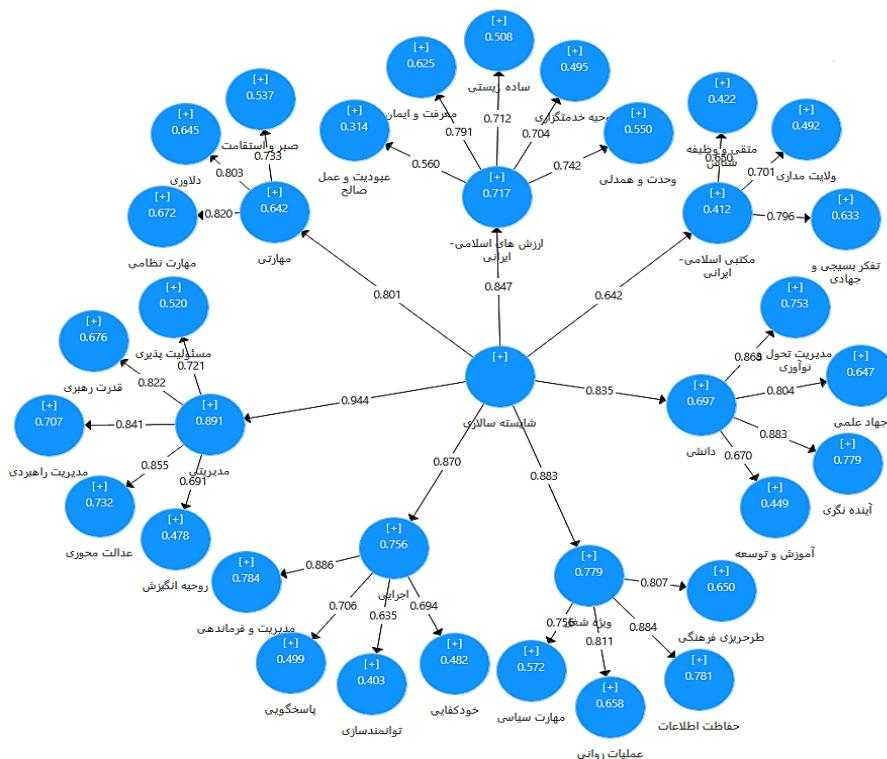 [+]
0.508
ساده زیستی
[+]
0.625
معرفت و ایمان
[+]
0.495
وحیه خدمتگزاری
[+]
0.314
عبودیت و عمل
صالح
[+]
0.550
وحدت و همدلی
0.560
0.791
0.712
0.704
0.742
[+]
0.717
ارزش های اسلامی-
ایرانی
0.847
[+]
0.537
صبر و استقامت
[+]
0.645
دلاوری
[+]
0.672
مهارت نظامی
0.733
0.803
0.820
[+]
0.642
مهارتی
0.801
[+]
0.422
متقی و وظیفه
شناس
[+]
0.492
ولایت مداری
[+]
0.633
تفکر بسیجی و
جهادی
0.650
0.701
0.796
[+]
0.412
مکتبی اسلامی-
ایرانی
0.642
[+]
شایسته سالاری
[+]
0.753
مدیریت تحول و
نوآوری
[+]
0.647
جهاد علمی
[+]
0.779
آینده نگری
[+]
0.449
آموزش و توسعه
0.804
0.883
0.670
[+]
0.697
دانشی
0.835
[+]
0.520
مسئولیت پذیری
[+]
0.676
قدرت رهبری
[+]
0.707
مدیریت راهبردی
[+]
0.732
عدالت محوری
[+]
0.478
روحیه انگیزش
0.721
0.822
0.841
0.855
0.691
[+]
0.891
مدیریتی
0.944
[+]
0.756
اجرایی
0.870
[+]
0.784
مدیریت و فرماندهی
[+]
0.499
پاسخگویی
[+]
0.403
توانمندسازی
[+]
0.482
خودکفایی
0.886
0.706
0.635
0.694
[+]
0.779
ویژه شغلی
0.883
[+]
0.650
طرحریزی فرهنگی
[+]
0.781
حفاظت اطلاعات
[+]
0.658
عملیات روانی
[+]
0.572
مهارت سیاسی
0.807
0.884
0.811
0.756